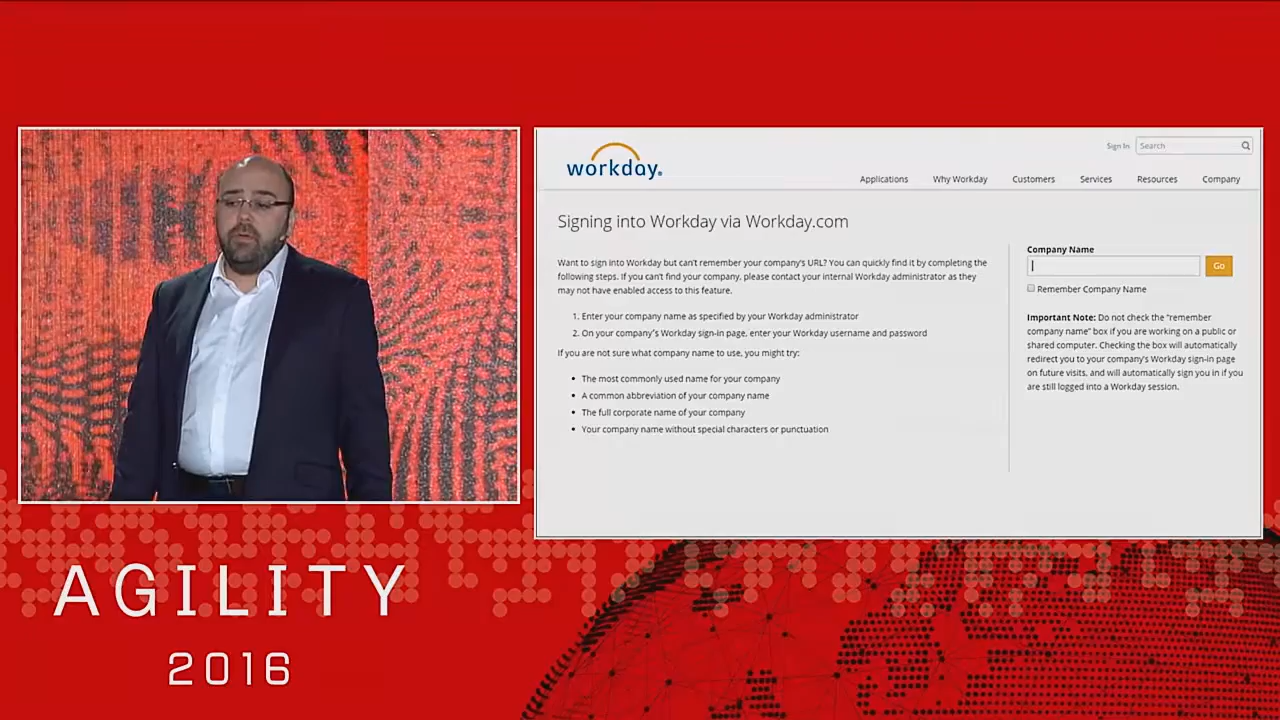 workday.
Sign In
Search
Applications
Why Workday
Customers
Services
Resources
Company
Signing into Workday via Workday.com
Want to sign into Workday but can't remember your company's URL? You can quickly find it by completing the
following steps. If you can't find your company, please contact your internal Workday administrator as they
may not have enabled access to this feature.
1. Enter your company name as specified by your Workday administrator
2. On your company's Workday sign-in page, enter your Workday username and password
If you are not sure what company name to use, you might try:
• The most commonly used name for your company
• A common abbreviation of your company name
• The full corporate name of your company
• Your company name without special characters or punctuation
Company Name
Go
Remember Company Name
Important Note: Do not check the "remember
company name" box if you are working on a public or
shared computer. Checking the box will automatically
redirect you to your company's Workday sign-in page
on future visits, and will automatically sign you in if you
are still logged into a Workday session.
AGILITY
2016